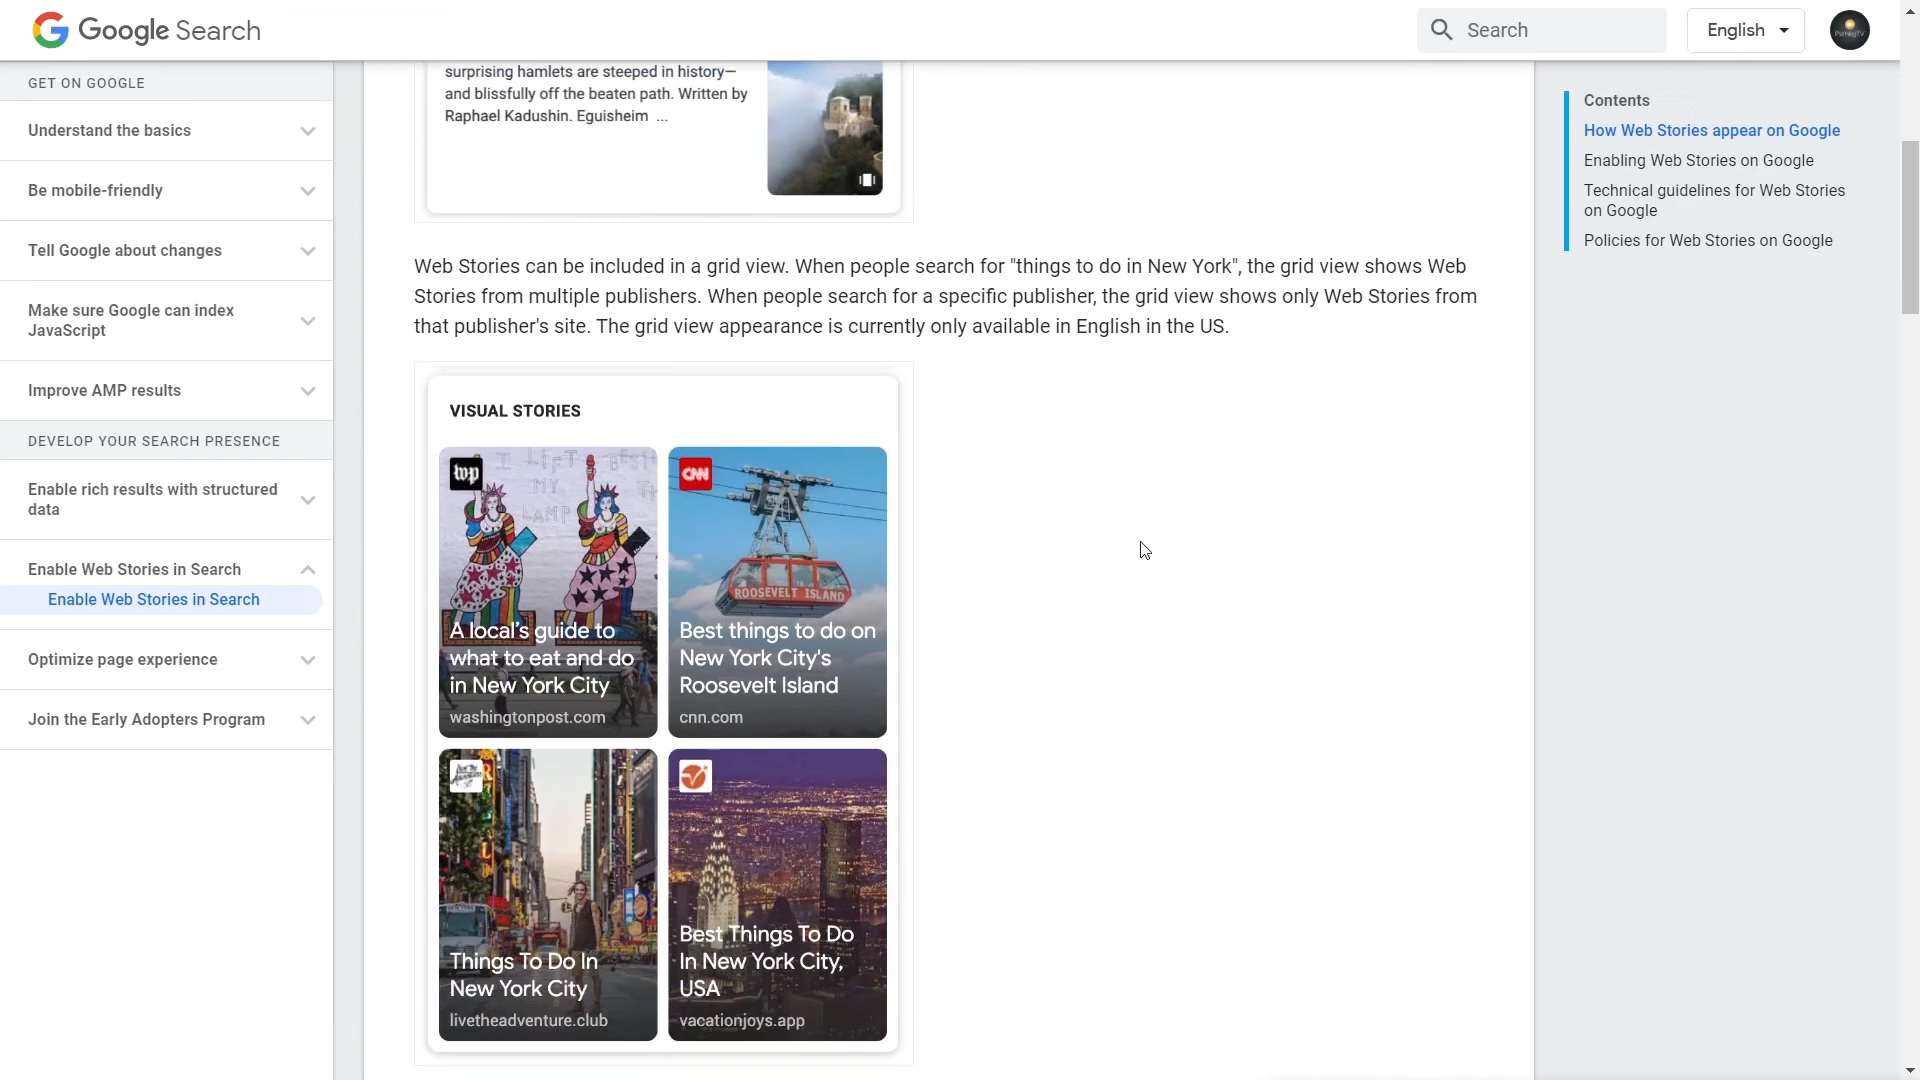 Google Search
Search
English
GET ON GOOGLE
Understand the basics
Be mobile-friendly
Tell Google about changes
Make sure Google can index
JavaScript
Improve AMP results
DEVELOP YOUR SEARCH PRESENCE
Enable rich results with structured
data
Enable Web Stories in Search
Enable Web Stories in Search
Optimize page experience
Join the Early Adopters Program
surprising hamlets are steeped in history—
and blissfully off the beaten path. Written by
Raphael Kadushin. Eguisheim ...
Web Stories can be included in a grid view. When people search for "things to do in New York", the grid view shows Web
Stories from multiple publishers. When people search for a specific publisher, the grid view shows only Web Stories from
that publisher's site. The grid view appearance is currently only available in English in the US.
VISUAL STORIES
wp
I LIFT
MY
LAMP
A local's guide to
what to eat and do
in New York City
washingtonpost.com
CNN
ROOSEVELT ISLAND
Best things to do on
New York City's
Roosevelt Island
cnn.com
Things To Do In
New York City
livetheadventure.club
Best Things To Do
In New York City,
USA
vacationjoys.app
Contents
How Web Stories appear on Google
Enabling Web Stories on Google
Technical guidelines for Web Stories
on Google
Policies for Web Stories on Google